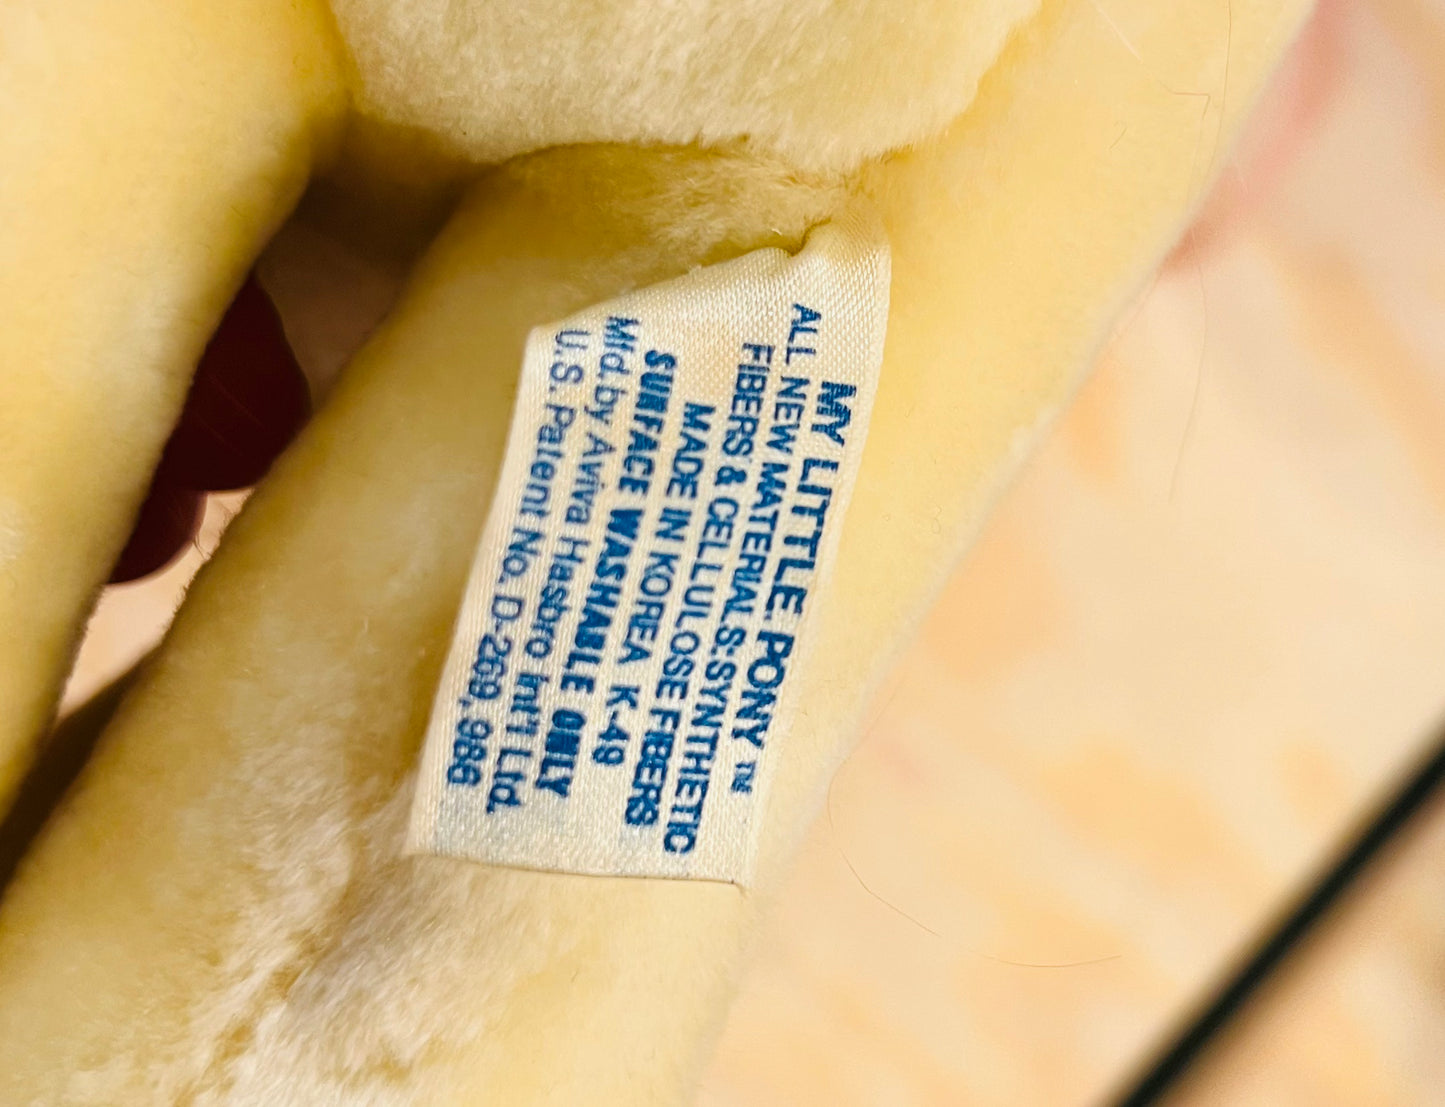 MY LITTLE PONY ™
ALL NEW MATERIALS:SYNTHETIC
FIBERS & CELLULOSE FIBERS
MADE IN KOREA K-49
SURFACE WASHABLE ONLY
Mfd. by Aviva Hasbro Int'l Ltd.
U.S. Patent No. D-269,986